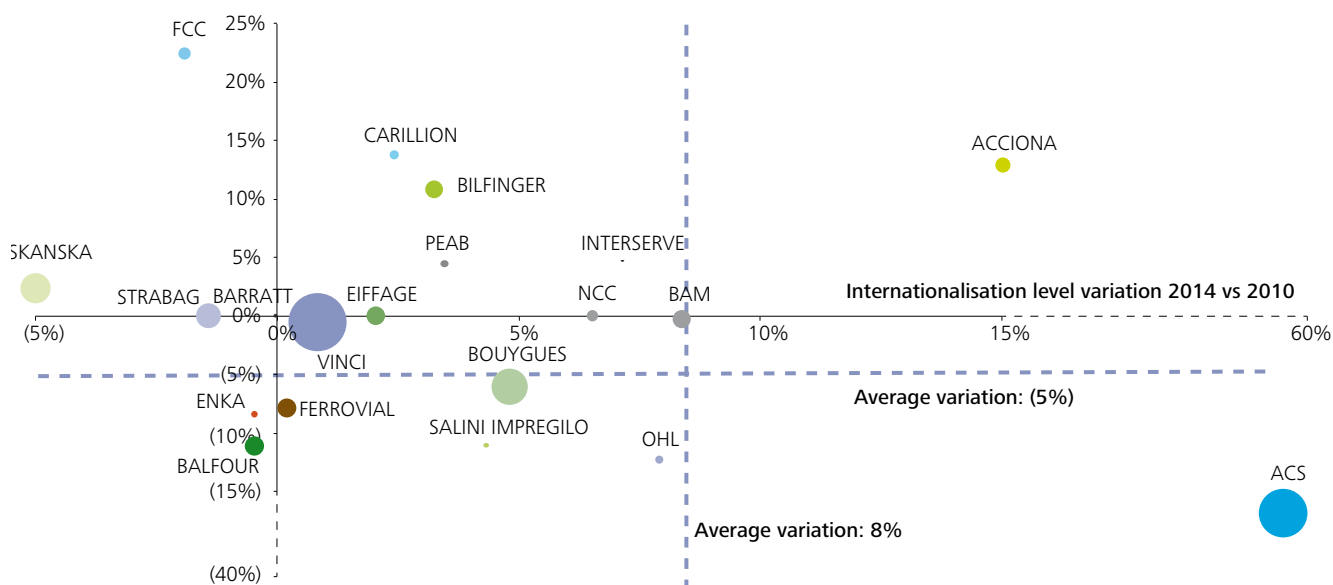 25%
FCC
20%
15%
CARILLION
ACCIONA
BILFINGER
10%
PEAB
INTERSERVE
5%
SKANSKA
STRABAG
BARRATT
EIFFAGE
NCC
BAM
Internationalisation level variation 2014 vs 2010
0%
(5%)
0%
5%
10%
15%
60%
VINCI
BOUYGUES
(5%)
Average variation: (5%)
ENKA
FERROVIAL
SALINI IMPREGILO
OHL
(10%)
BALFOUR
(15%)
ACS
Average variation: 8%
(40%)